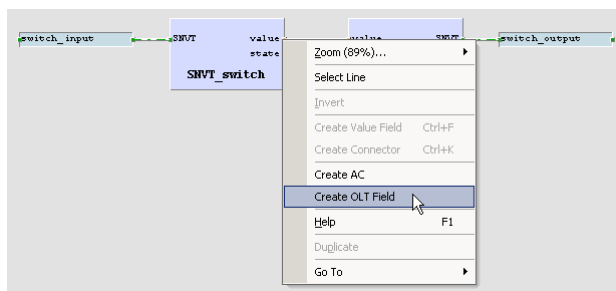 switch_input
SNVT value
state
SNVT_switch
value SNVT
switch_output
Zoom (89%)...
Select Line
Invert
Create Value Field Ctrl+F
Create Connector Ctrl+K
Create AC
Create OLT Field
Help F1
Duplicate
Go To